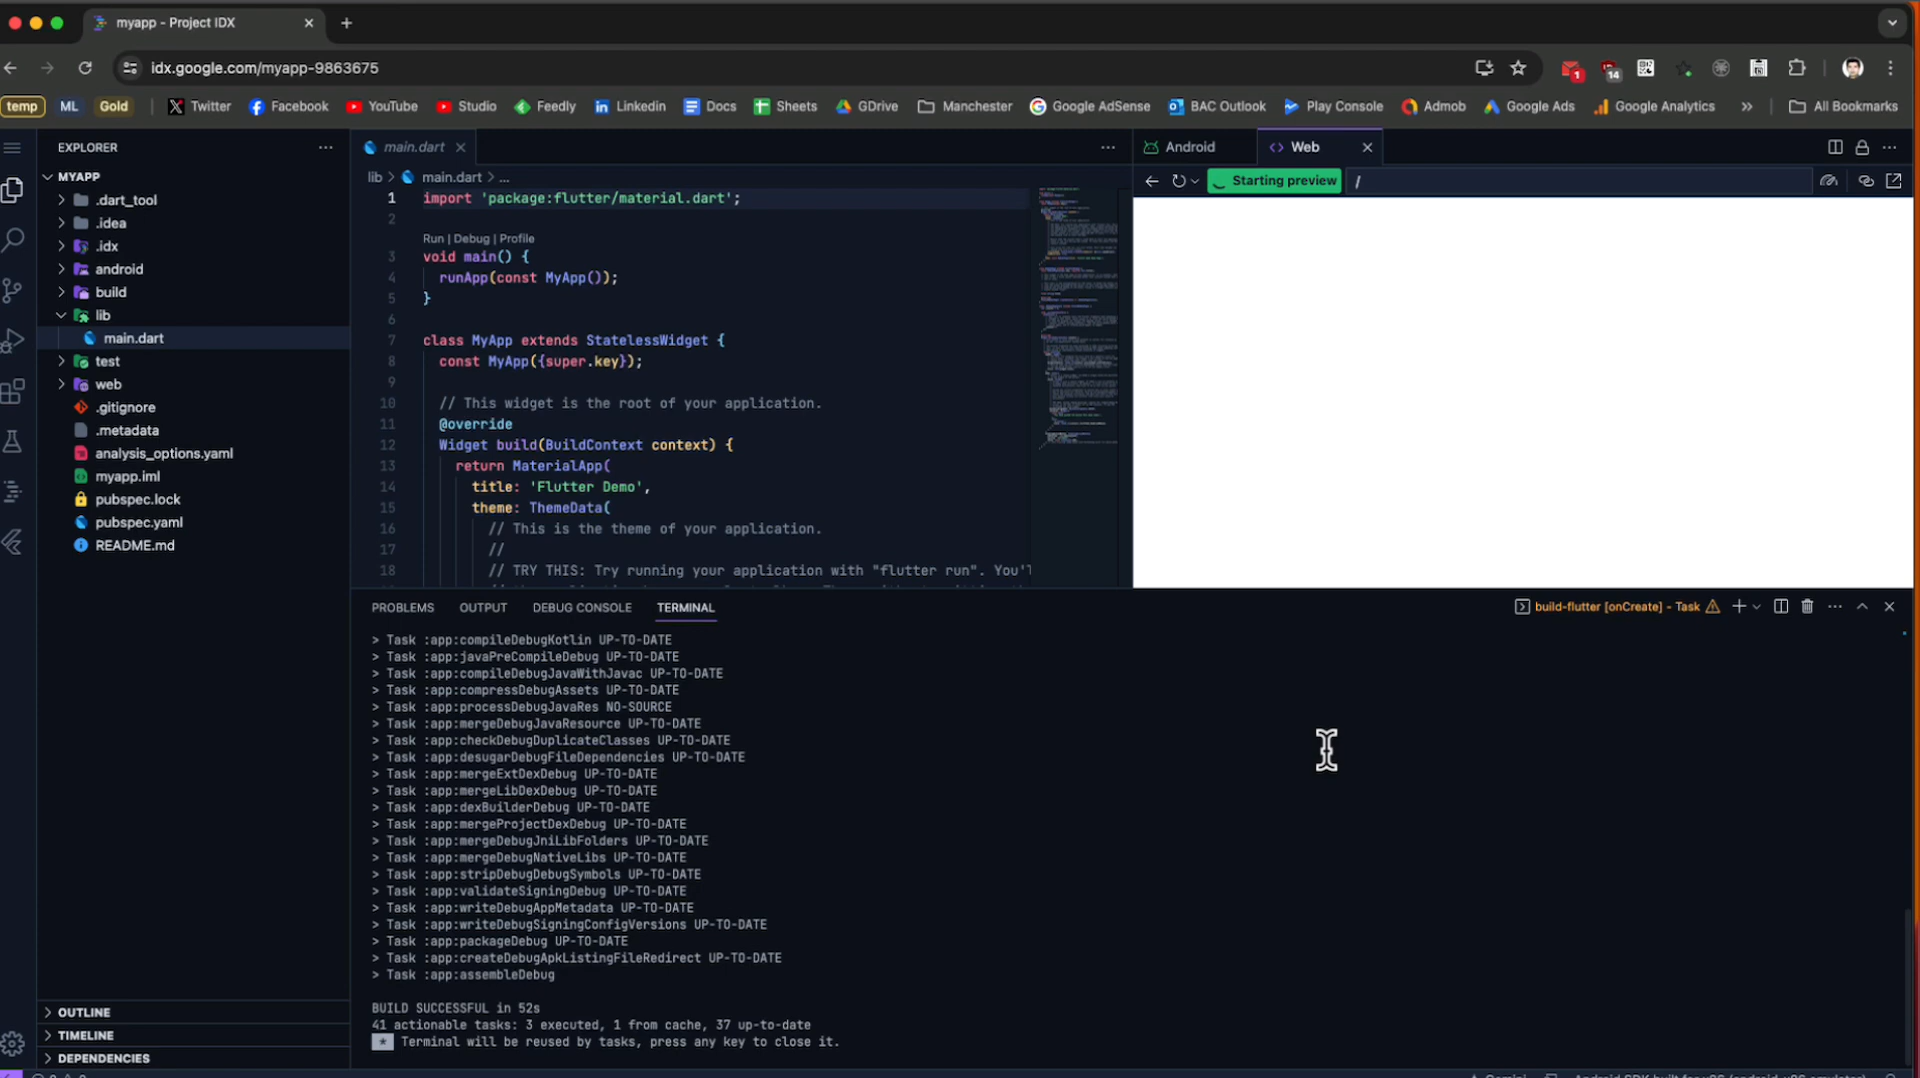 myapp - Project IDX
idx.google.com/myapp-9863675
1
14
temp ML Gold Twitter Facebook YouTube Studio Feedly Linkedin Docs Sheets GDrive Manchester Google AdSense BAC Outlook Play Console Admob Google Ads Google Analytics » All Bookmarks
EXPLORER
MYAPP
.dart_tool
.idea
.idx
android
build
lib
main.dart
test
web
.gitignore
.metadata
analysis_options.yaml
myapp.iml
pubspec.lock
pubspec.yaml
README.md
OUTLINE
TIMELINE
DEPENDENCIES
main.dart
lib > main.dart > ...
1 import 'package:flutter/material.dart';
2
Run | Debug | Profile
3 void main() {
4 runApp(const MyApp());
5 }
6
7 class MyApp extends StatelessWidget {
8 const MyApp({super.key});
9
10 // This widget is the root of your application.
11 @override
12 Widget build(BuildContext context) {
13 return MaterialApp(
14 title: 'Flutter Demo',
15 theme: ThemeData(
16 // This is the theme of your application.
17 //
18 // TRY THIS: Try running your application with "flutter run". You'l
Android Web
Starting preview /
PROBLEMS OUTPUT DEBUG CONSOLE TERMINAL
build-flutter [onCreate] - Task
> Task :app:compileDebugKotlin UP-TO-DATE
> Task :app:javaPreCompileDebug UP-TO-DATE
> Task :app:compileDebugJavaWithJavac UP-TO-DATE
> Task :app:compressDebugAssets UP-TO-DATE
> Task :app:processDebugJavaRes NO-SOURCE
> Task :app:mergeDebugJavaResource UP-TO-DATE
> Task :app:checkDebugDuplicateClasses UP-TO-DATE
> Task :app:desugarDebugFileDependencies UP-TO-DATE
> Task :app:mergeExtDexDebug UP-TO-DATE
> Task :app:mergeLibDexDebug UP-TO-DATE
> Task :app:dexBuilderDebug UP-TO-DATE
> Task :app:mergeProjectDexDebug UP-TO-DATE
> Task :app:mergeDebugJniLibFolders UP-TO-DATE
> Task :app:mergeDebugNativeLibs UP-TO-DATE
> Task :app:stripDebugDebugSymbols UP-TO-DATE
> Task :app:validateSigningDebug UP-TO-DATE
> Task :app:writeDebugAppMetadata UP-TO-DATE
> Task :app:writeDebugSigningConfigVersions UP-TO-DATE
> Task :app:packageDebug UP-TO-DATE
> Task :app:createDebugApkListingFileRedirect UP-TO-DATE
> Task :app:assembleDebug
BUILD SUCCESSFUL in 52s
41 actionable tasks: 3 executed, 1 from cache, 37 up-to-date
* Terminal will be reused by tasks, press any key to close it.